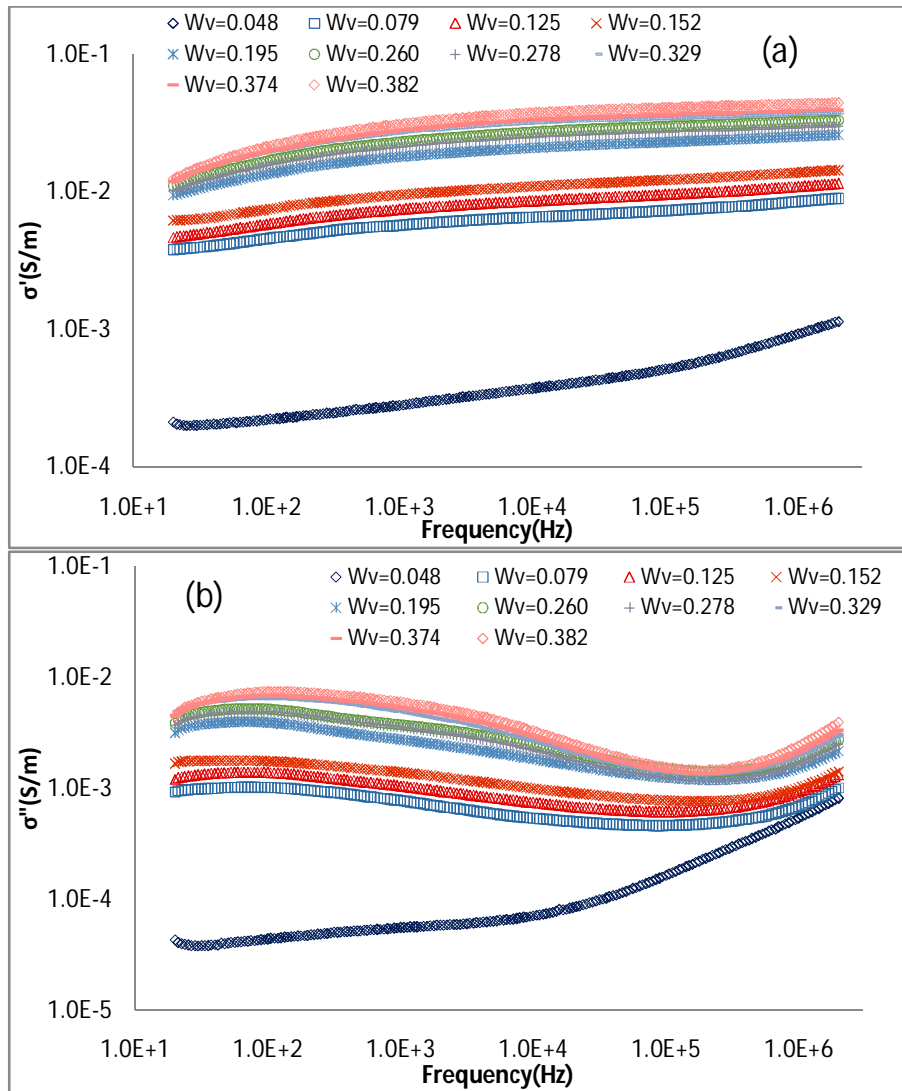 Wv=0.048 Wv=0.079 Wv=0.125 Wv=0.152
Wv=0.195 Wv=0.260 Wv=0.278 Wv=0.329
Wv=0.374 Wv=0.382
(a)
1.0E-1
1.0E-2
1.0E-3
1.0E-4
σ'(S/m)
1.0E+1 1.0E+2 1.0E+3 1.0E+4 1.0E+5 1.0E+6
Frequency(Hz)
(b)
Wv=0.048 Wv=0.079 Wv=0.125 Wv=0.152
Wv=0.195 Wv=0.260 Wv=0.278 Wv=0.329
Wv=0.374 Wv=0.382
1.0E-1
1.0E-2
1.0E-3
1.0E-4
1.0E-5
σ"(S/m)
1.0E+1 1.0E+2 1.0E+3 1.0E+4 1.0E+5 1.0E+6
Frequency(Hz)